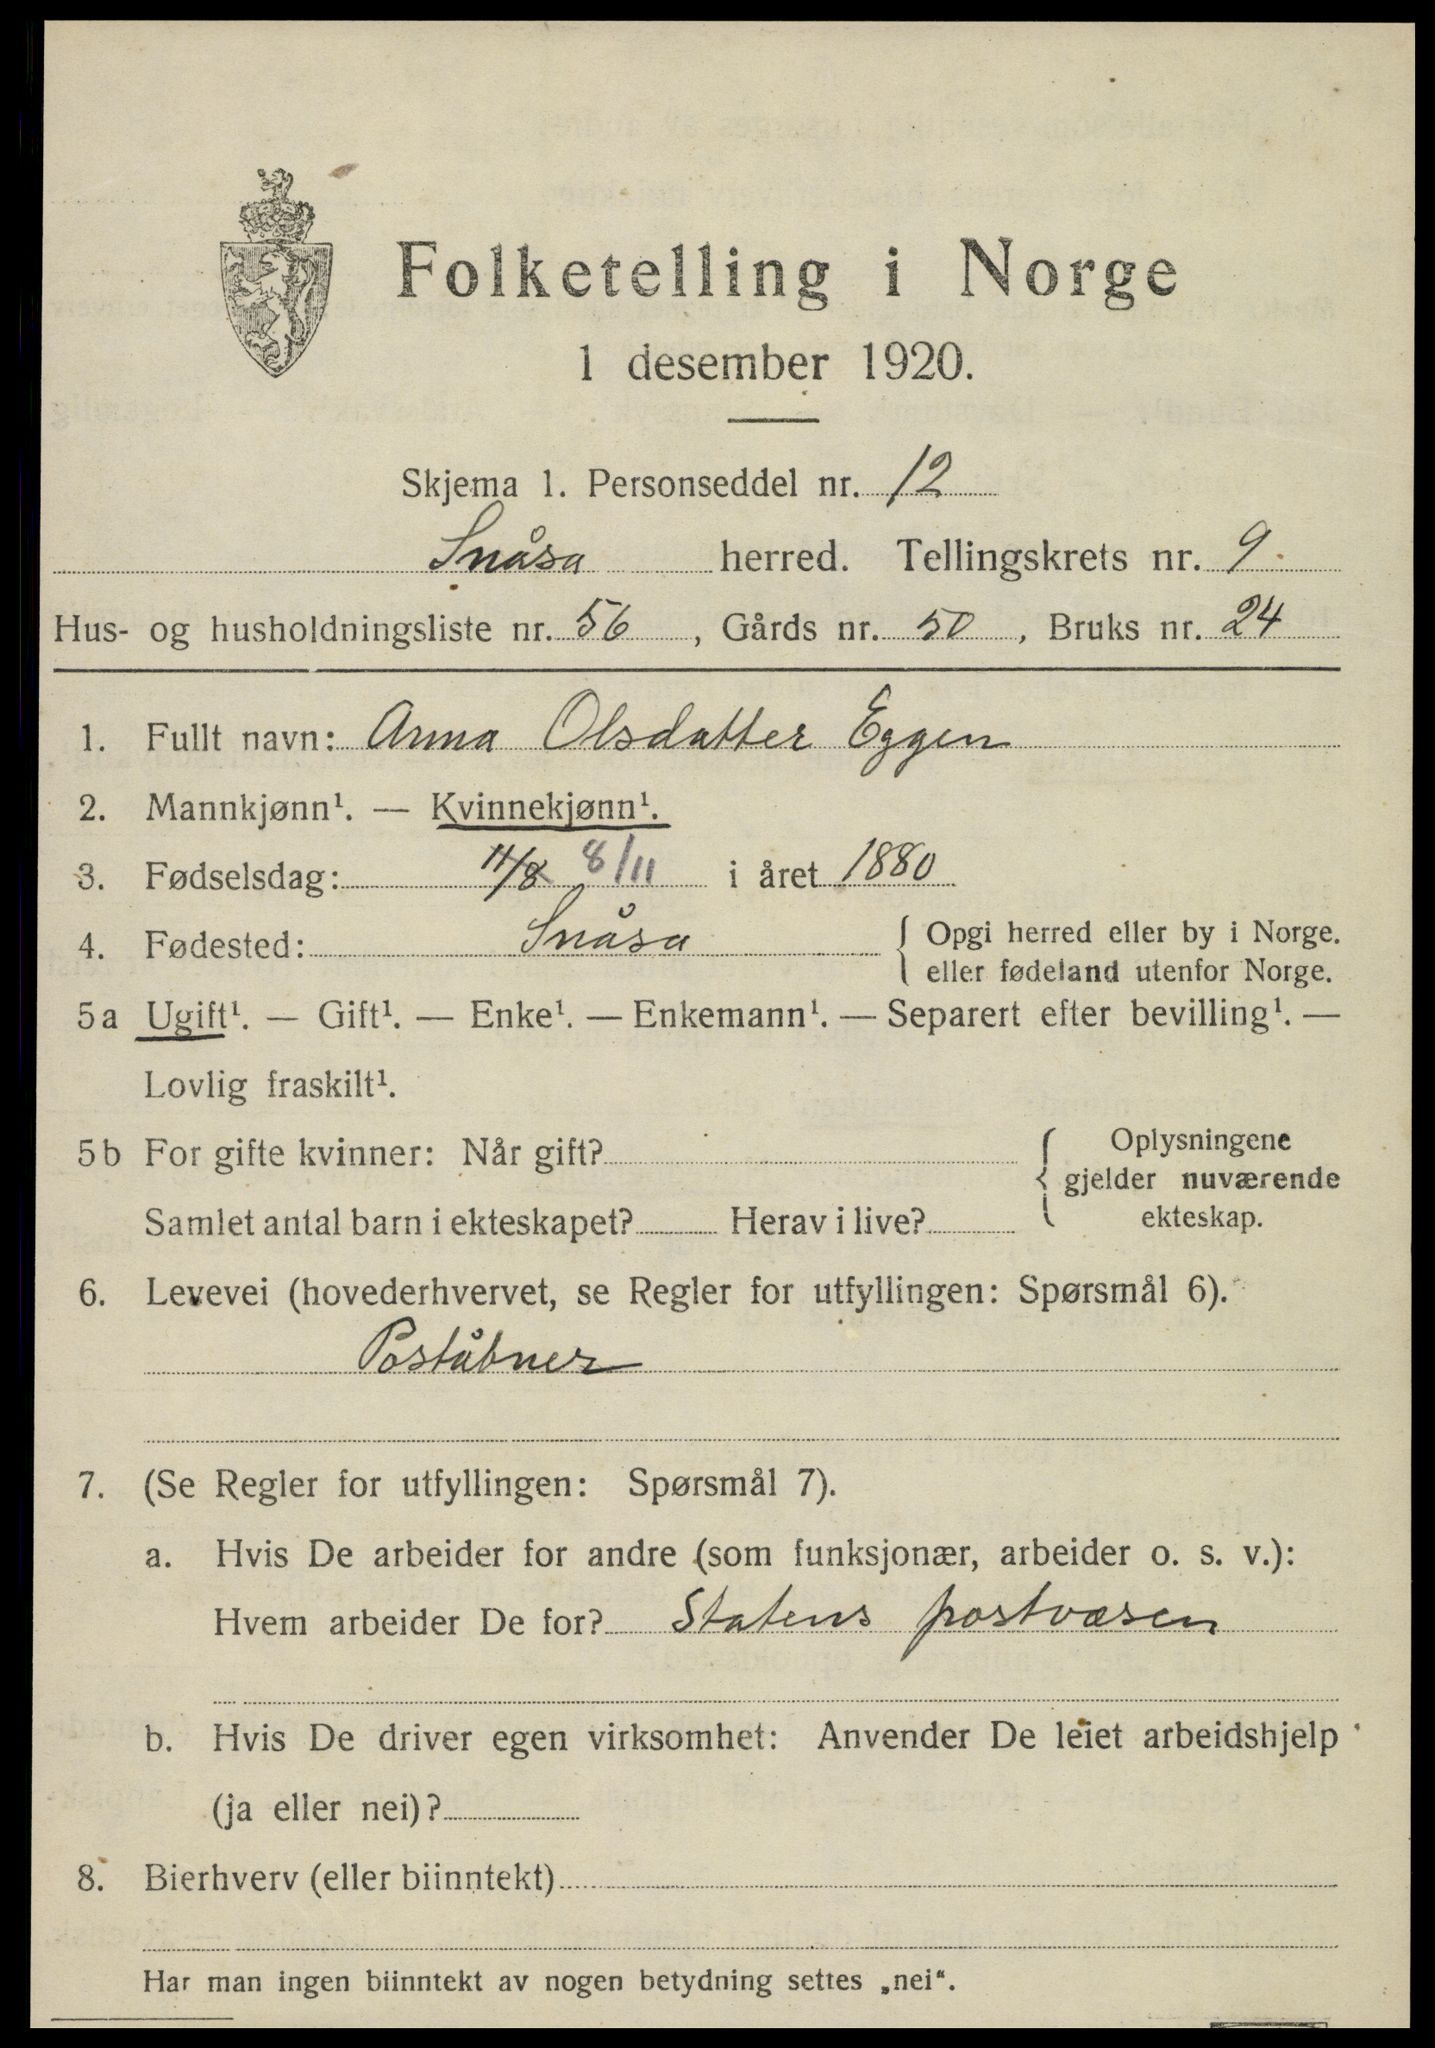 Folketelling i Norge
1 desember 1920.
Skjema 1. Personseddel nr. 12
Snåsa herred. Tellingskrets nr. 9
Hus- og husholdningsliste nr. 56, Gårds nr. 50, Bruks nr. 24
1. Fullt navn: Anna Olsdatter Eggen
2. Mannkjønn¹. — Kvinnekjønn¹.
3. Fødselsdag: 11/8 8/11 i året 1880
4. Fødested: Snåsa { Opgi herred eller by i Norge.
eller fødeland utenfor Norge.
5a Ugift¹. — Gift¹. — Enke¹. — Enkemann¹. — Separert efter bevilling¹. —
Lovlig fraskilt¹.
5b For gifte kvinner: Når gift? { Oplysningene
gjelder nuværende
Samlet antal barn i ekteskapet? Herav i live? ekteskap.
6. Levevei (hovederhvervet, se Regler for utfyllingen: Spørsmål 6).
Poståbner
7. (Se Regler for utfyllingen: Spørsmål 7).
a. Hvis De arbeider for andre (som funksjonær, arbeider o. s. v.):
Hvem arbeider De for? Statens postvæsen
b. Hvis De driver egen virksomhet: Anvender De leiet arbeidshjelp
(ja eller nei)?
8. Bierhverv (eller biinntekt)
Har man ingen biinntekt av nogen betydning settes „nei“.